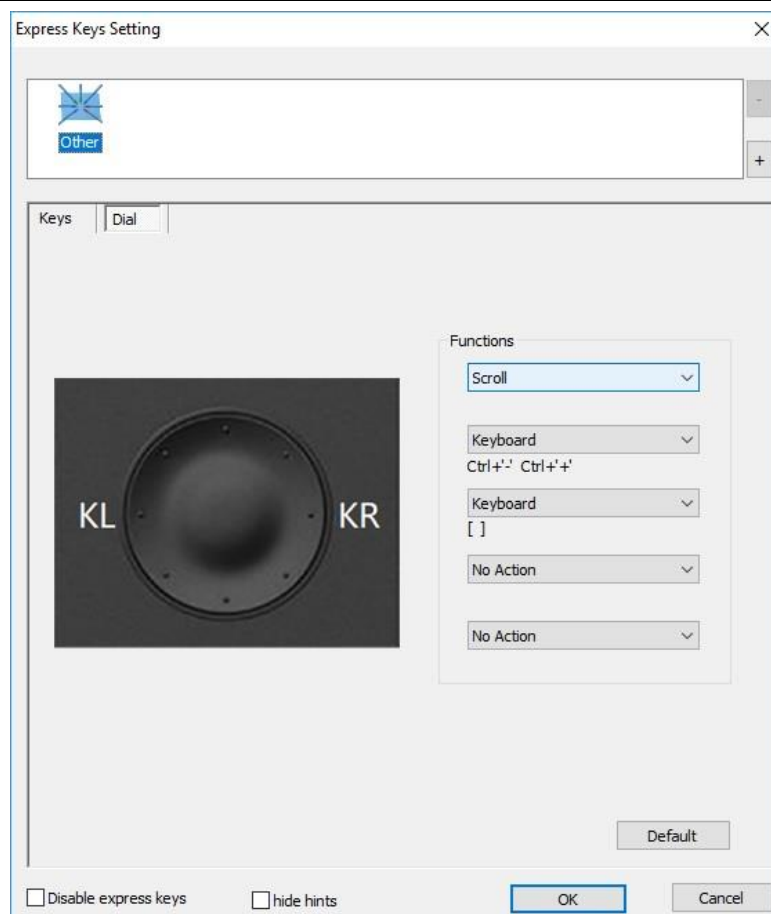 Express Keys Setting
Other
-
+
Keys Dial
Functions
Scroll
Keyboard
Ctrl+'-' Ctrl+'+'
Keyboard
[ ]
No Action
No Action
KL KR
Default
Disable express keys hide hints OK Cancel